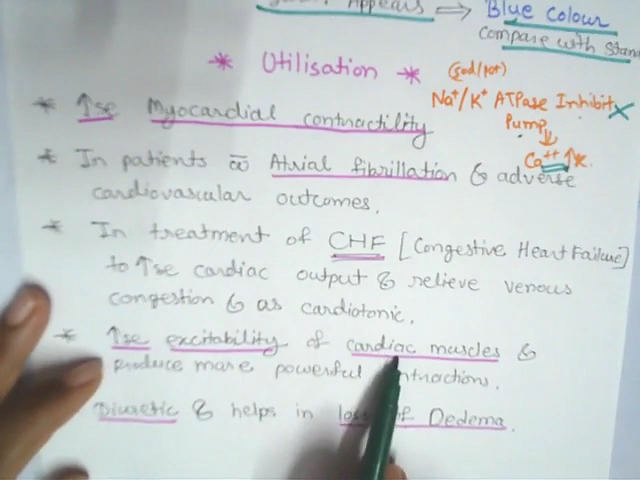 Appears ⇒ Blue colour
compare with Stan
* Utilisation *
(sod/pot)
Na⁺/K⁺ ATPase Inhibit
Pump
Ca⁺⁺ ↑se
* ↑se Myocardial contractility
* In patients c̄ Atrial fibrillation & adverse
cardiovascular outcomes.
* In treatment of CHF [Congestive Heart Failure]
to ↑se cardiac output & relieve venous
congestion & as cardiotonic.
* ↑se excitability of cardiac muscles &
produce more powerful ntractions.
Diuretic & helps in loss of Oedema.